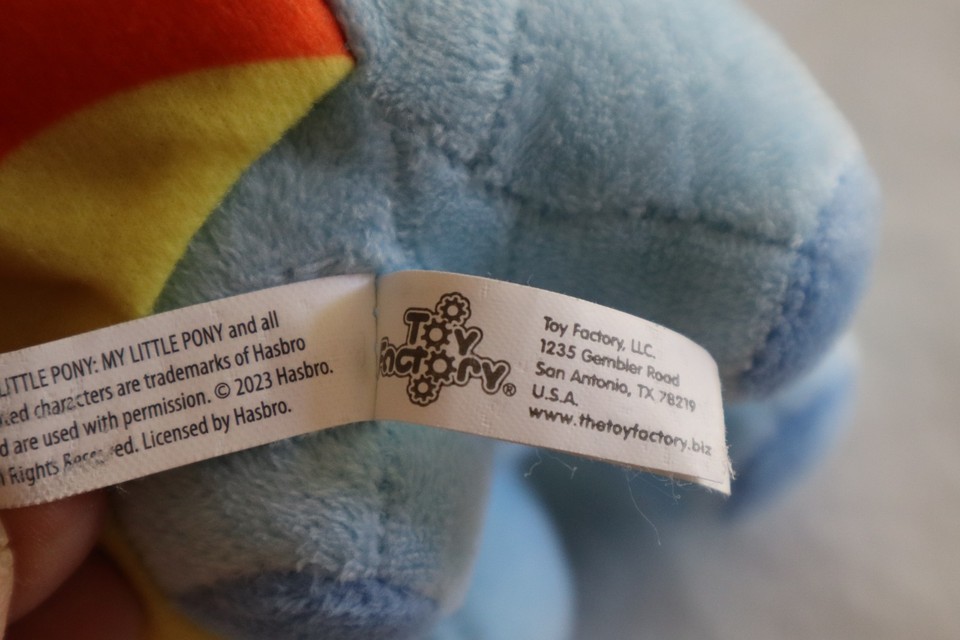 LITTLE PONY: MY LITTLE PONY and all
characters are trademarks of Hasbro
are used with permission. © 2023 Hasbro.
Rights ed. Licensed by Hasbro.
Toy
Factory®
Toy Factory, LLC.
1235 Gembler Road
San Antonio, TX 78219
U.S.A.
www.thetoyfactory.biz